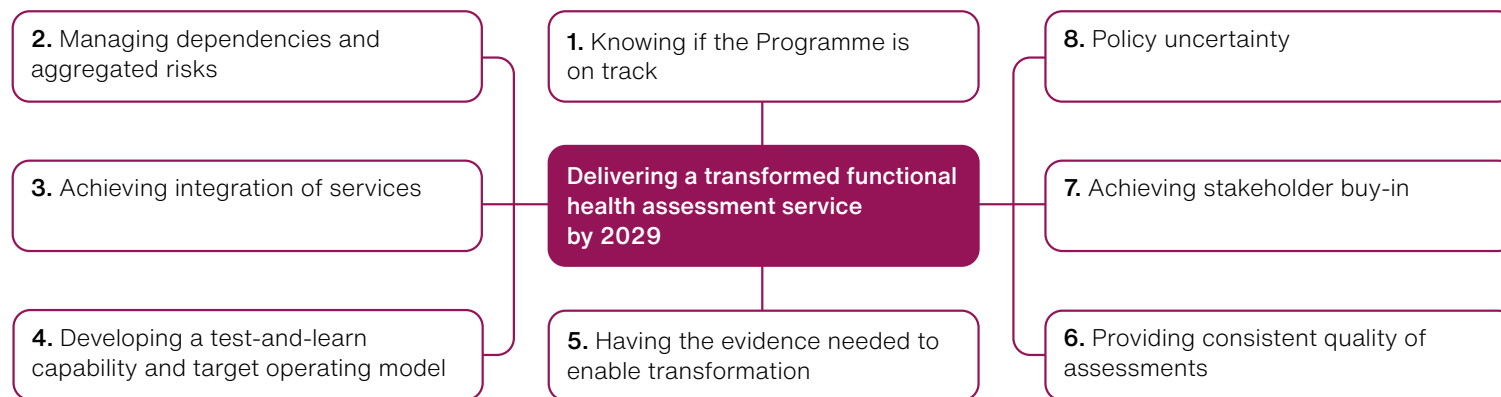 2. Managing dependencies and
aggregated risks
1. Knowing if the Programme is
on track
8. Policy uncertainty
3. Achieving integration of services
Delivering a transformed functional
health assessment service
by 2029
7. Achieving stakeholder buy-in
4. Developing a test-and-learn
capability and target operating model
5. Having the evidence needed to
enable transformation
6. Providing consistent quality of
assessments